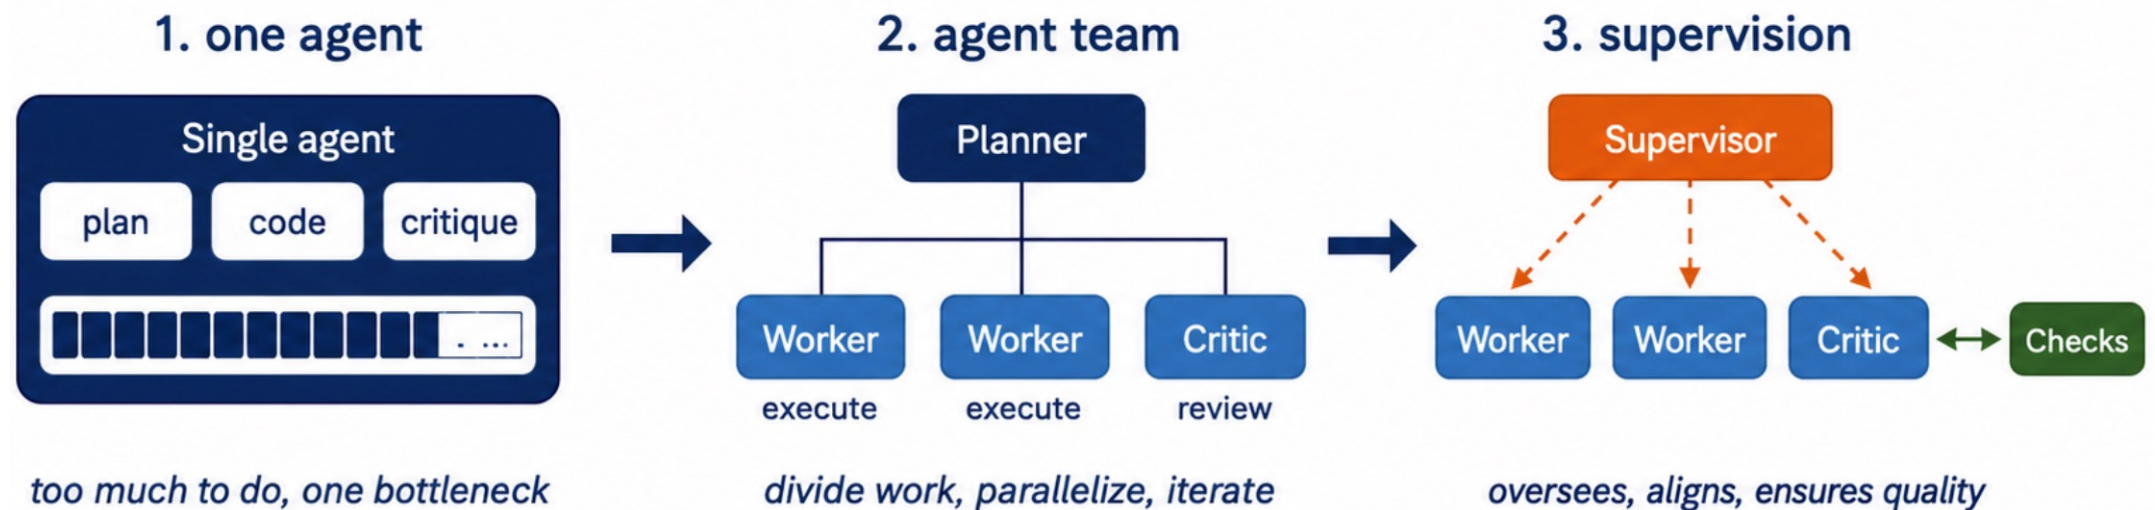 1. one agent
Single agent
plan
code
critique
. ...
too much to do, one bottleneck
2. agent team
Planner
Worker
Worker
Critic
execute
execute
review
divide work, parallelize, iterate
3. supervision
Supervisor
Worker
Worker
Critic
Checks
oversees, aligns, ensures quality